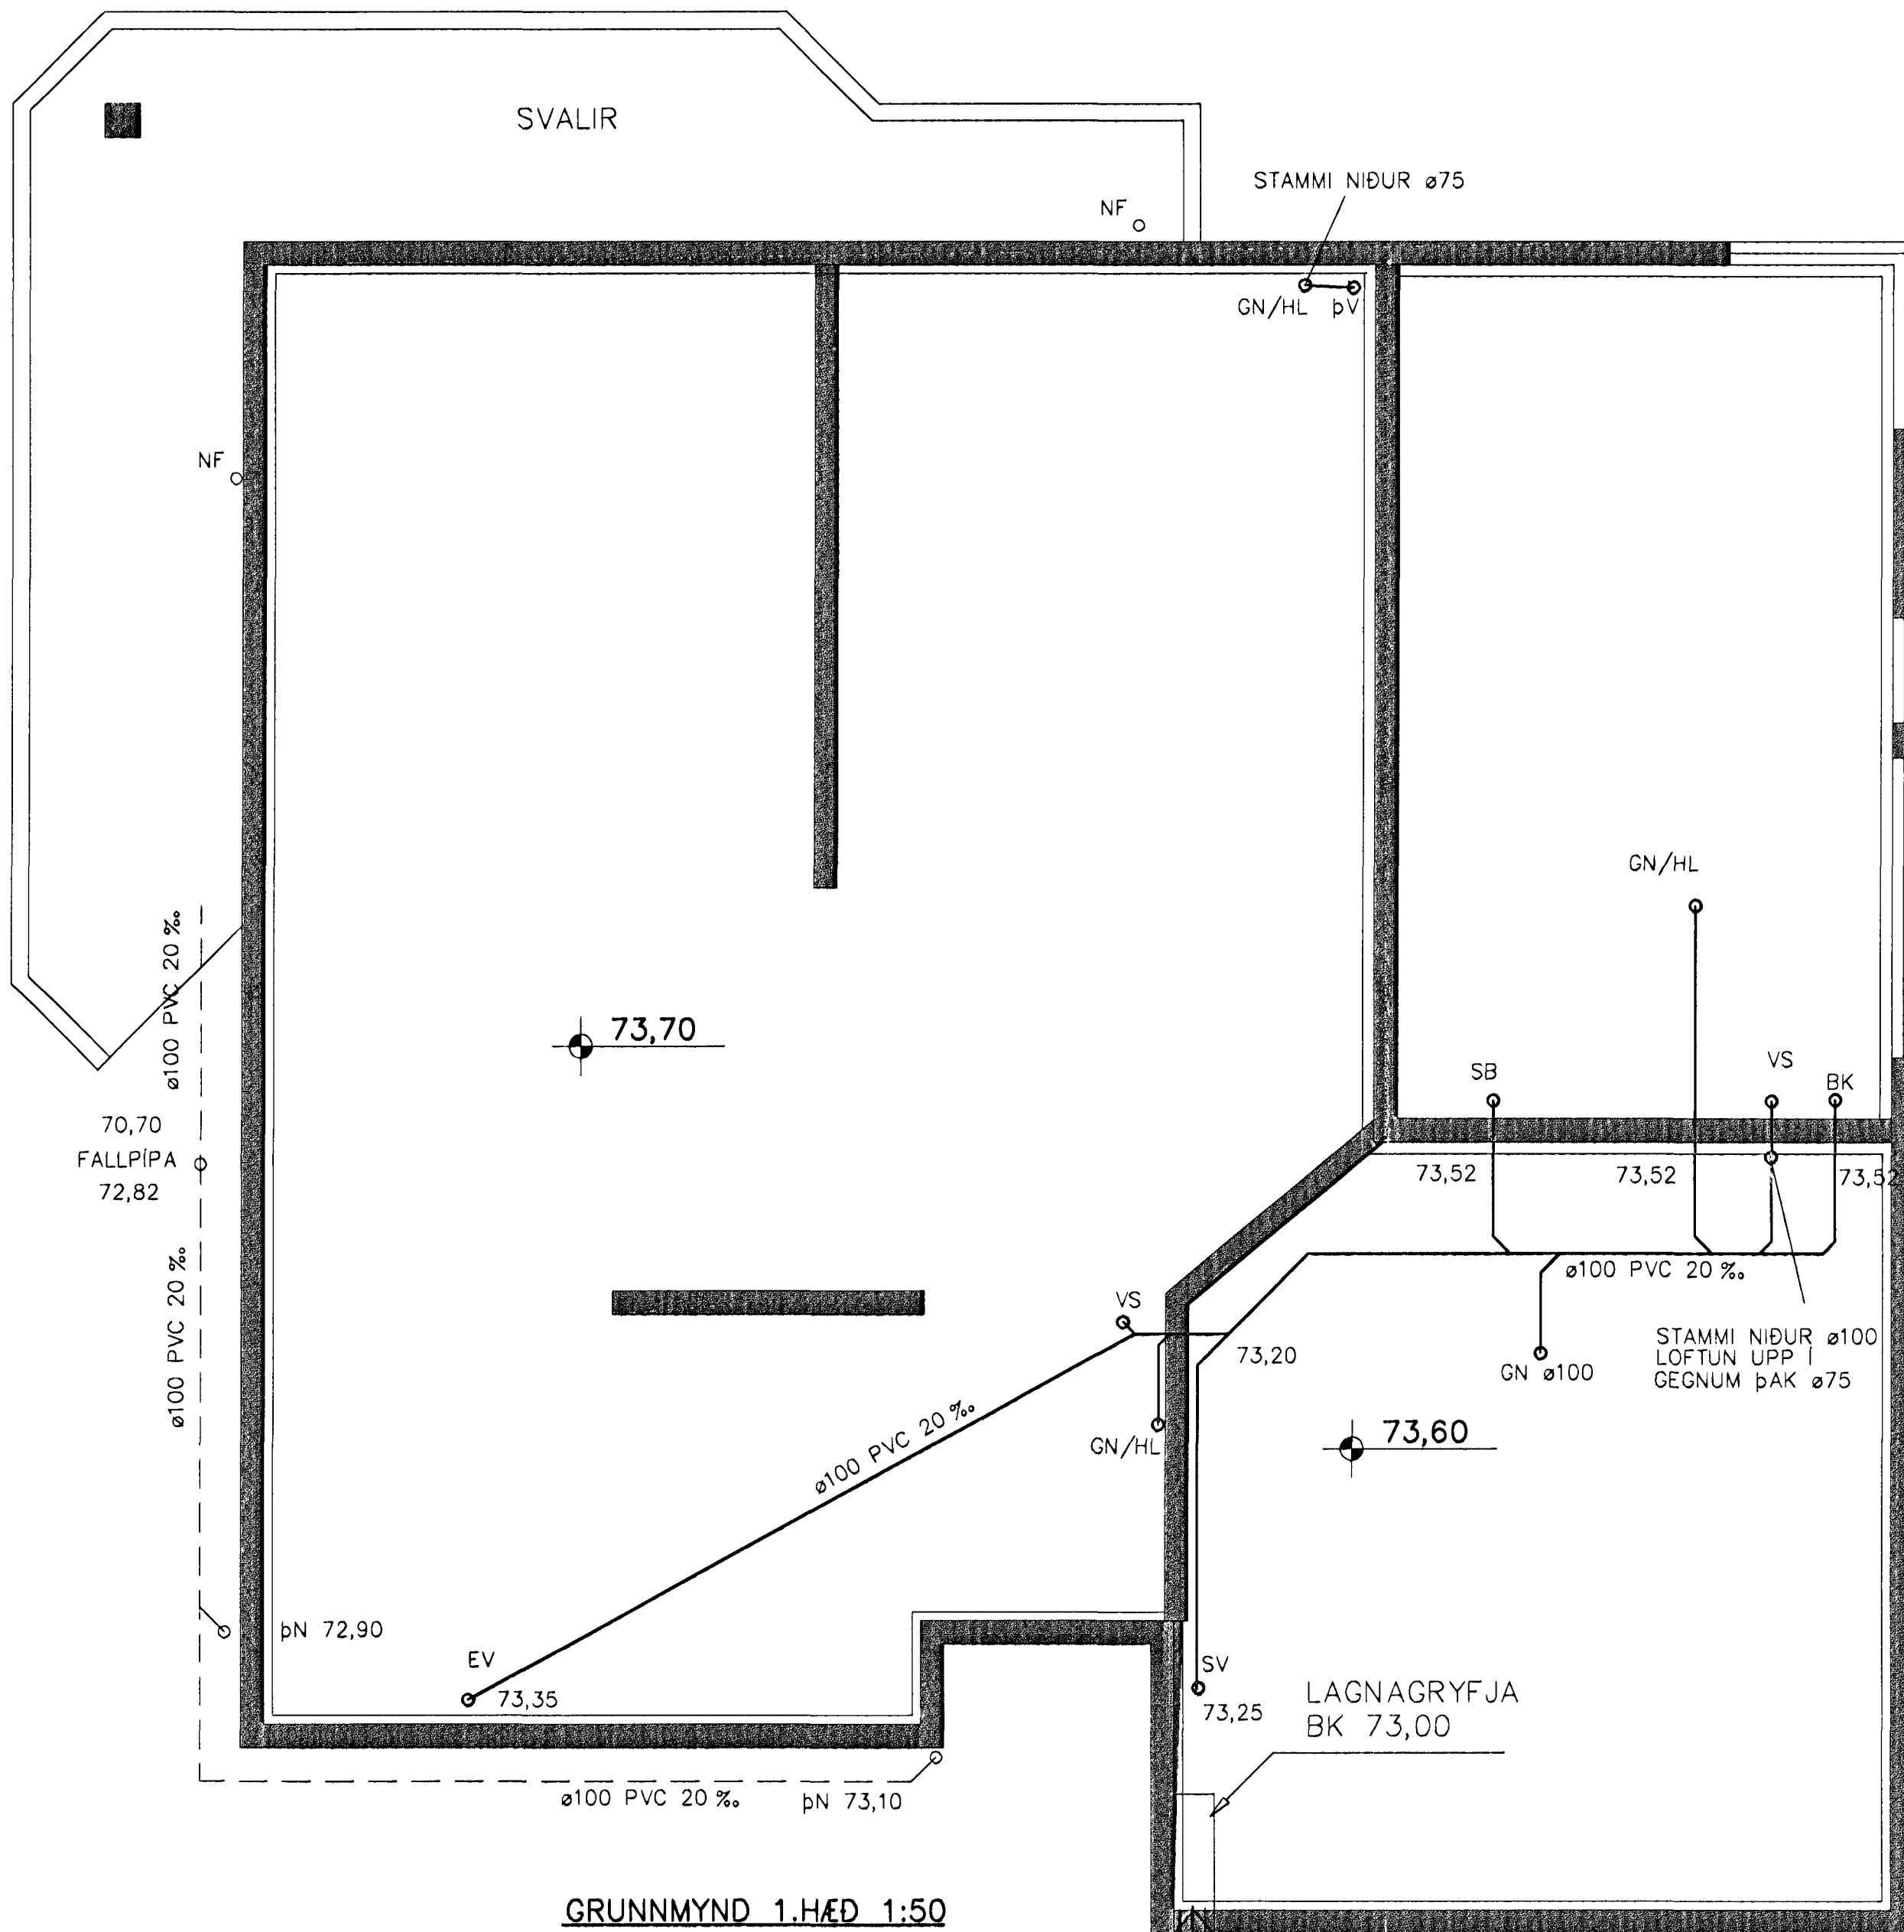 SVALIR
STAMMI NIÐUR ø75
NF
GN/HL þV
NF
GN/HL
ø100 PVC 20 ‰
73,70
VS
SB
BK
70,70
FALLPÍPA
72,82
73,52
73,52
73,52
ø100 PVC 20 ‰
ø100 PVC 20 ‰
VS
STAMMI NIÐUR ø100
LOFTUN UPP Í
GEGNUM þAK ø75
73,20
GN ø100
73,60
GN/HL
ø100 PVC 20 ‰
þN 72,90
EV
73,35
SV
73,25
LAGNAGRYFJA
BK 73,00
ø100 PVC 20 ‰
þN 73,10
GRUNNMYND 1.HÆÐ 1:50